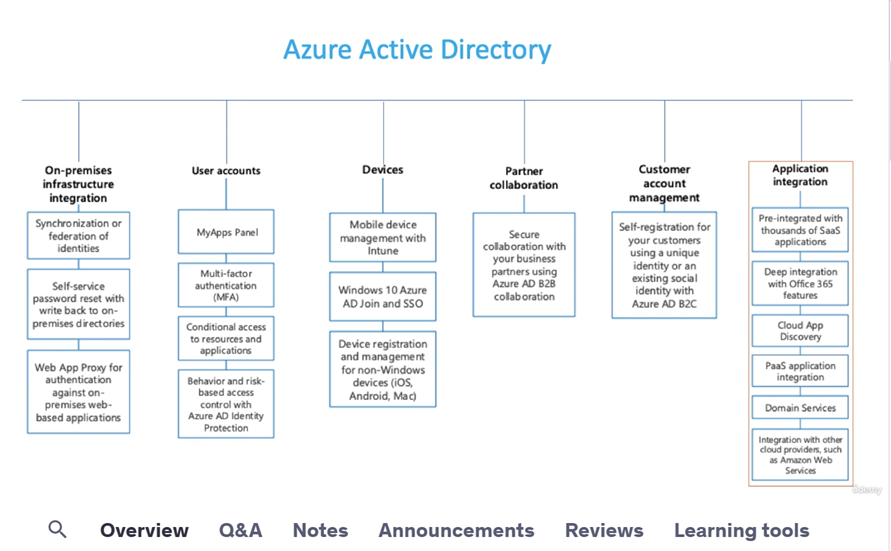 Azure Active Directory
On-premises
infrastructure
integration
Synchronization or
federation of
identities
Self-service
password reset with
write back to on-
premises directories
Web App Proxy for
authentication
against on-
premises web-
based applications
User accounts
MyApps Panel
Multi-factor
authentication
(MFA)
Conditional access
to resources and
applications
Behavior and risk-
based access
control with
Azure AD Identity
Protection
Devices
Mobile device
management with
Intune
Windows 10 Azure
AD Join and SSO
Device registration
and management
for non-Windows
devices (iOS,
Android, Mac)
Partner
collaboration
Secure
collaboration with
your business
partners using
Azure AD B2B
collaboration
Customer
account
management
Self-registration for
your customers
using a unique
identity or an
existing social
identity with
Azure AD B2C
Application
integration
Pre-integrated with
thousands of SaaS
applications
Deep integration
with Office 365
features
Cloud App
Discovery
PaaS application
integration
Domain Services
Integration with other
cloud providers, such
as Amazon Web
Services
ûdemy
Overview Q&A Notes Announcements Reviews Learning tools